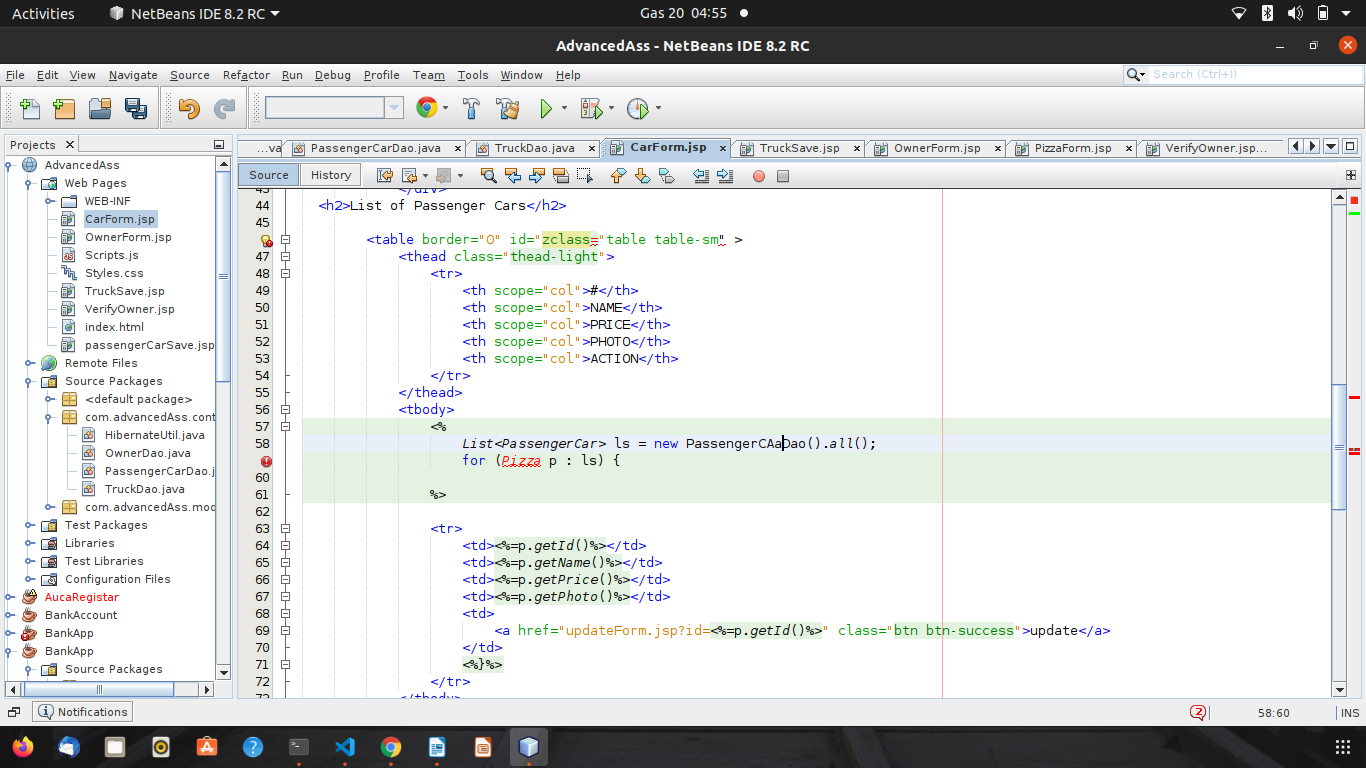 Activities NetBeans IDE 8.2 RC Gas 20 04:55
AdvancedAss - NetBeans IDE 8.2 RC
File Edit View Navigate Source Refactor Run Debug Profile Team Tools Window Help Search (Ctrl+I)
Projects
...va PassengerCarDao.java TruckDao.java CarForm.jsp TruckSave.jsp OwnerForm.jsp PizzaForm.jsp VerifyOwner.jsp...
Source History
AdvancedAss
Web Pages
WEB-INF
CarForm.jsp
OwnerForm.jsp
Scripts.js
Styles.css
TruckSave.jsp
VerifyOwner.jsp
index.html
passengerCarSave.jsp
Remote Files
Source Packages
<default package>
com.advancedAss.cont
HibernateUtil.java
OwnerDao.java
PassengerCarDao.j
TruckDao.java
com.advancedAss.mod
Test Packages
Libraries
Test Libraries
Configuration Files
AucaRegistar
BankAccount
BankApp
BankApp
Source Packages
43 </div>
44 <h2>List of Passenger Cars</h2>
45
<table border="0" id="zclass="table table-sm" >
47 <thead class="thead-light">
48 <tr>
49 <th scope="col">#</th>
50 <th scope="col">NAME</th>
51 <th scope="col">PRICE</th>
52 <th scope="col">PHOTO</th>
53 <th scope="col">ACTION</th>
54 </tr>
55 </thead>
56 <tbody>
57 <%
58 List<PassengerCar> ls = new PassengerCAaDao().all();
for (Pizza p : ls) {
60
61 %>
62
63 <tr>
64 <td><%=p.getId()%></td>
65 <td><%=p.getName()%></td>
66 <td><%=p.getPrice()%></td>
67 <td><%=p.getPhoto()%></td>
68 <td>
69 <a href="updateForm.jsp?id=<%=p.getId()%>" class="btn btn-success">update</a>
70 </td>
71 <%}%>
72 </tr>
73 </tbody>
Notifications 2 58:60 INS